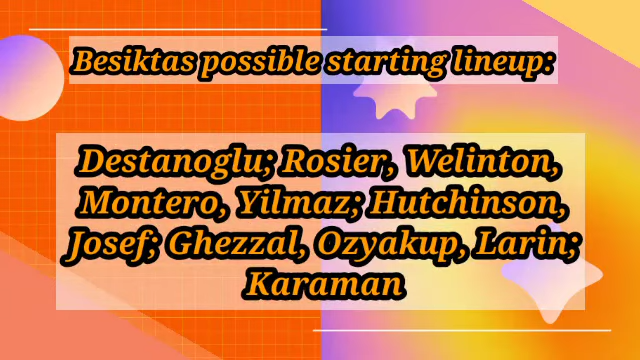 Besiktas possible starting lineup:
Destanoglu; Rosier, Welinton,
Montero, Yilmaz; Hutchinson,
Josef; Ghezzal, Ozyakup, Larin;
Karaman